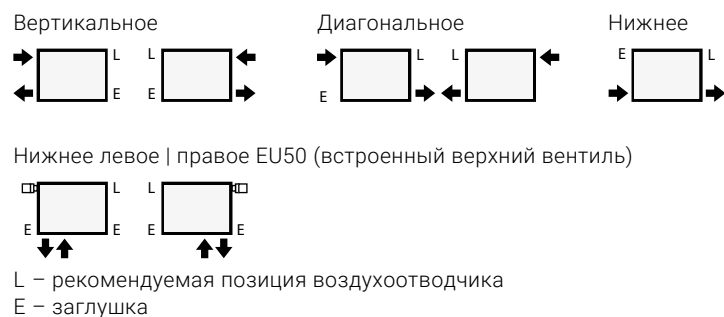 Вертикальное Диагональное Нижнее
L L L L E L
E E E
Нижнее левое | правое EU50 (встроенный верхний вентиль)
L L
E E E E
L – рекомендуемая позиция воздухоотводчика
E – заглушка